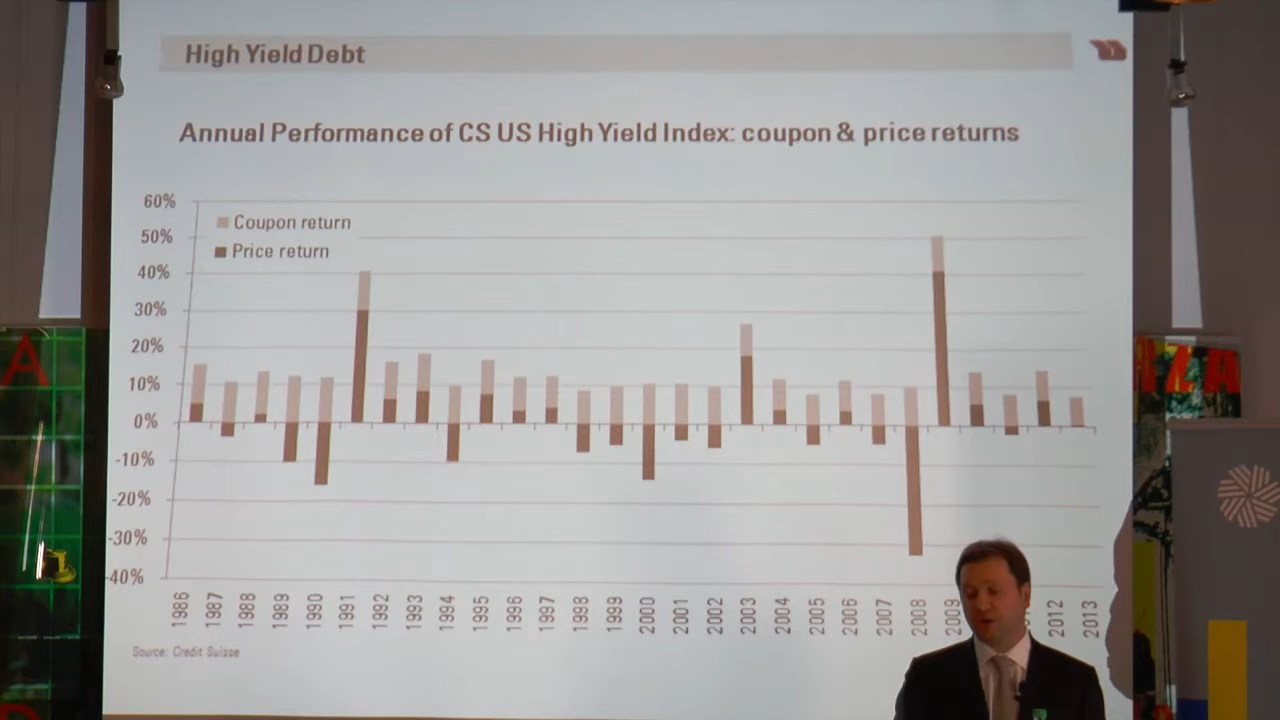 High Yield Debt
Annual Performance of CS US High Yield Index: coupon & price returns
60%
50%
40%
30%
20%
10%
0%
-10%
-20%
-30%
-40%
Coupon return
Price return
1986 1987 1988 1989 1990 1991 1992 1993 1994 1995 1996 1997 1998 1999 2000 2001 2002 2003 2004 2005 2006 2007 2008 2009 2012 2013
Source: Credit Suisse
A